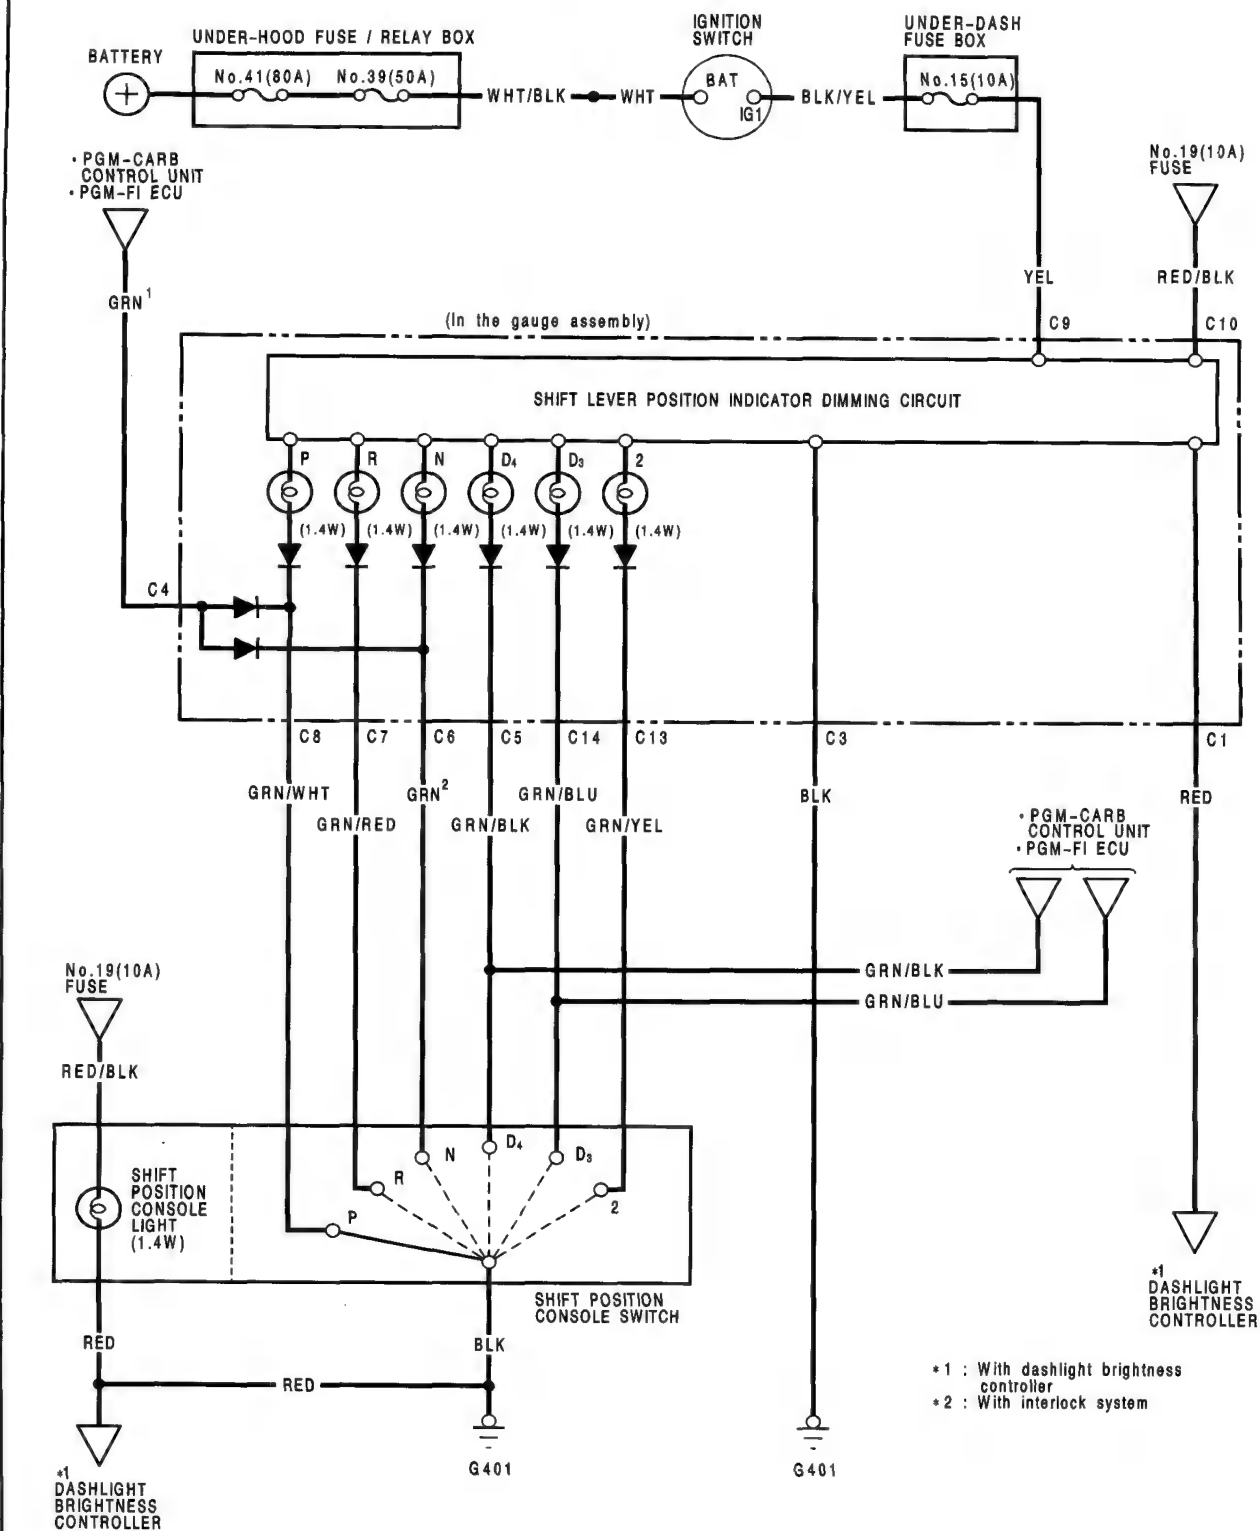 UNDER-HOOD FUSE / RELAY BOX
IGNITION
SWITCH
UNDER-DASH
FUSE BOX
BATTERY
No.41(80A) No.39(50A)
BAT
IG1
No.15(10A)
WHT/BLK
WHT
BLK/YEL
• PGM-CARB
CONTROL UNIT
• PGM-FI ECU
No.19(10A)
FUSE
GRN1
YEL
RED/BLK
(In the gauge assembly)
C9
C10
SHIFT LEVER POSITION INDICATOR DIMMING CIRCUIT
P R N D4 D3 2
(1.4W) (1.4W) (1.4W) (1.4W) (1.4W) (1.4W)
C4
C8 C7 C6 C5 C14 C13 C3 C1
GRN/WHT
GRN2
GRN/BLU
BLK
RED
GRN/RED
GRN/BLK
GRN/YEL
• PGM-CARB
CONTROL UNIT
• PGM-FI ECU
GRN/BLK
GRN/BLU
No.19(10A)
FUSE
RED/BLK
SHIFT
POSITION
CONSOLE
LIGHT
(1.4W)
P
R
N
D4
D3
2
SHIFT POSITION
CONSOLE SWITCH
RED
BLK
RED
G401
G401
*1
DASHLIGHT
BRIGHTNESS
CONTROLLER
*1
DASHLIGHT
BRIGHTNESS
CONTROLLER
*1 : With dashlight brightness
controller
*2 : With interlock system